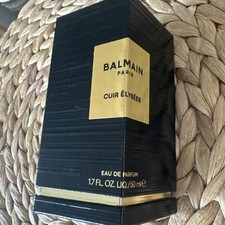 BALMAIN
PARIS
CUIR ÉLYSÉES
EAU DE PARFUM
1.7 FL. OZ. LIQ./50 ml ℮